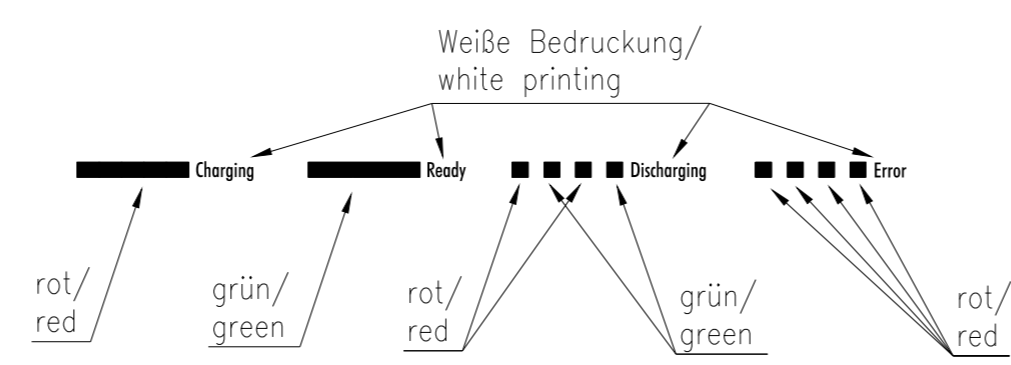 Weiße Bedruckung/
white printing
Charging
Ready
Discharging
Error
rot/
red
grün/
green
rot/
red
grün/
green
rot/
red